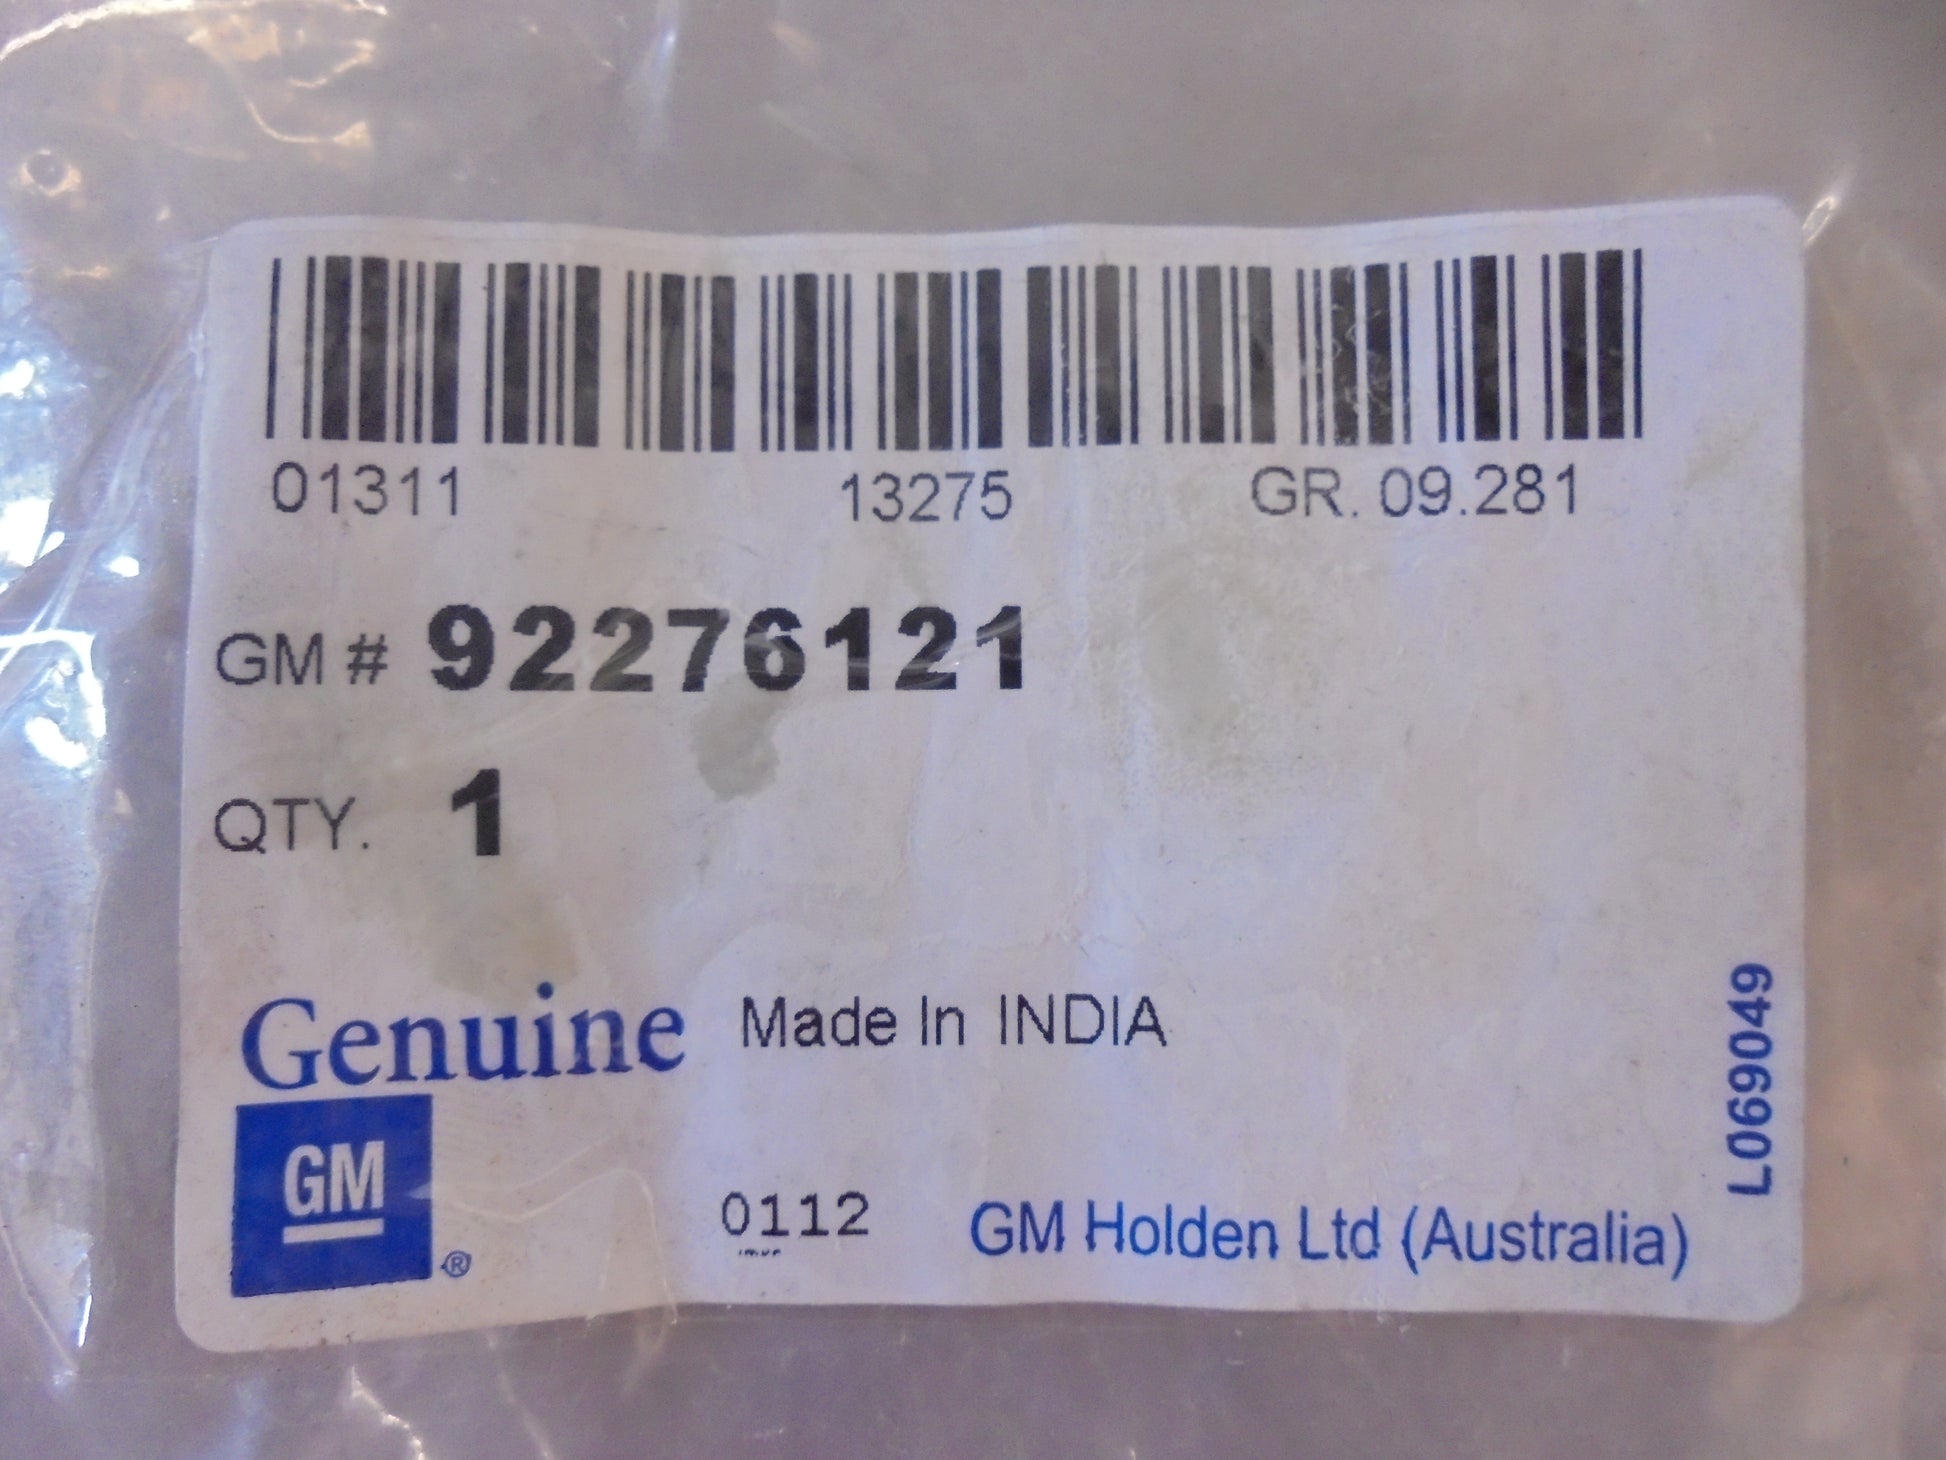 01311 13275 GR. 09.281
GM # 92276121
QTY. 1
Genuine Made In INDIA
GM
®
0112 GM Holden Ltd (Australia)
L069049